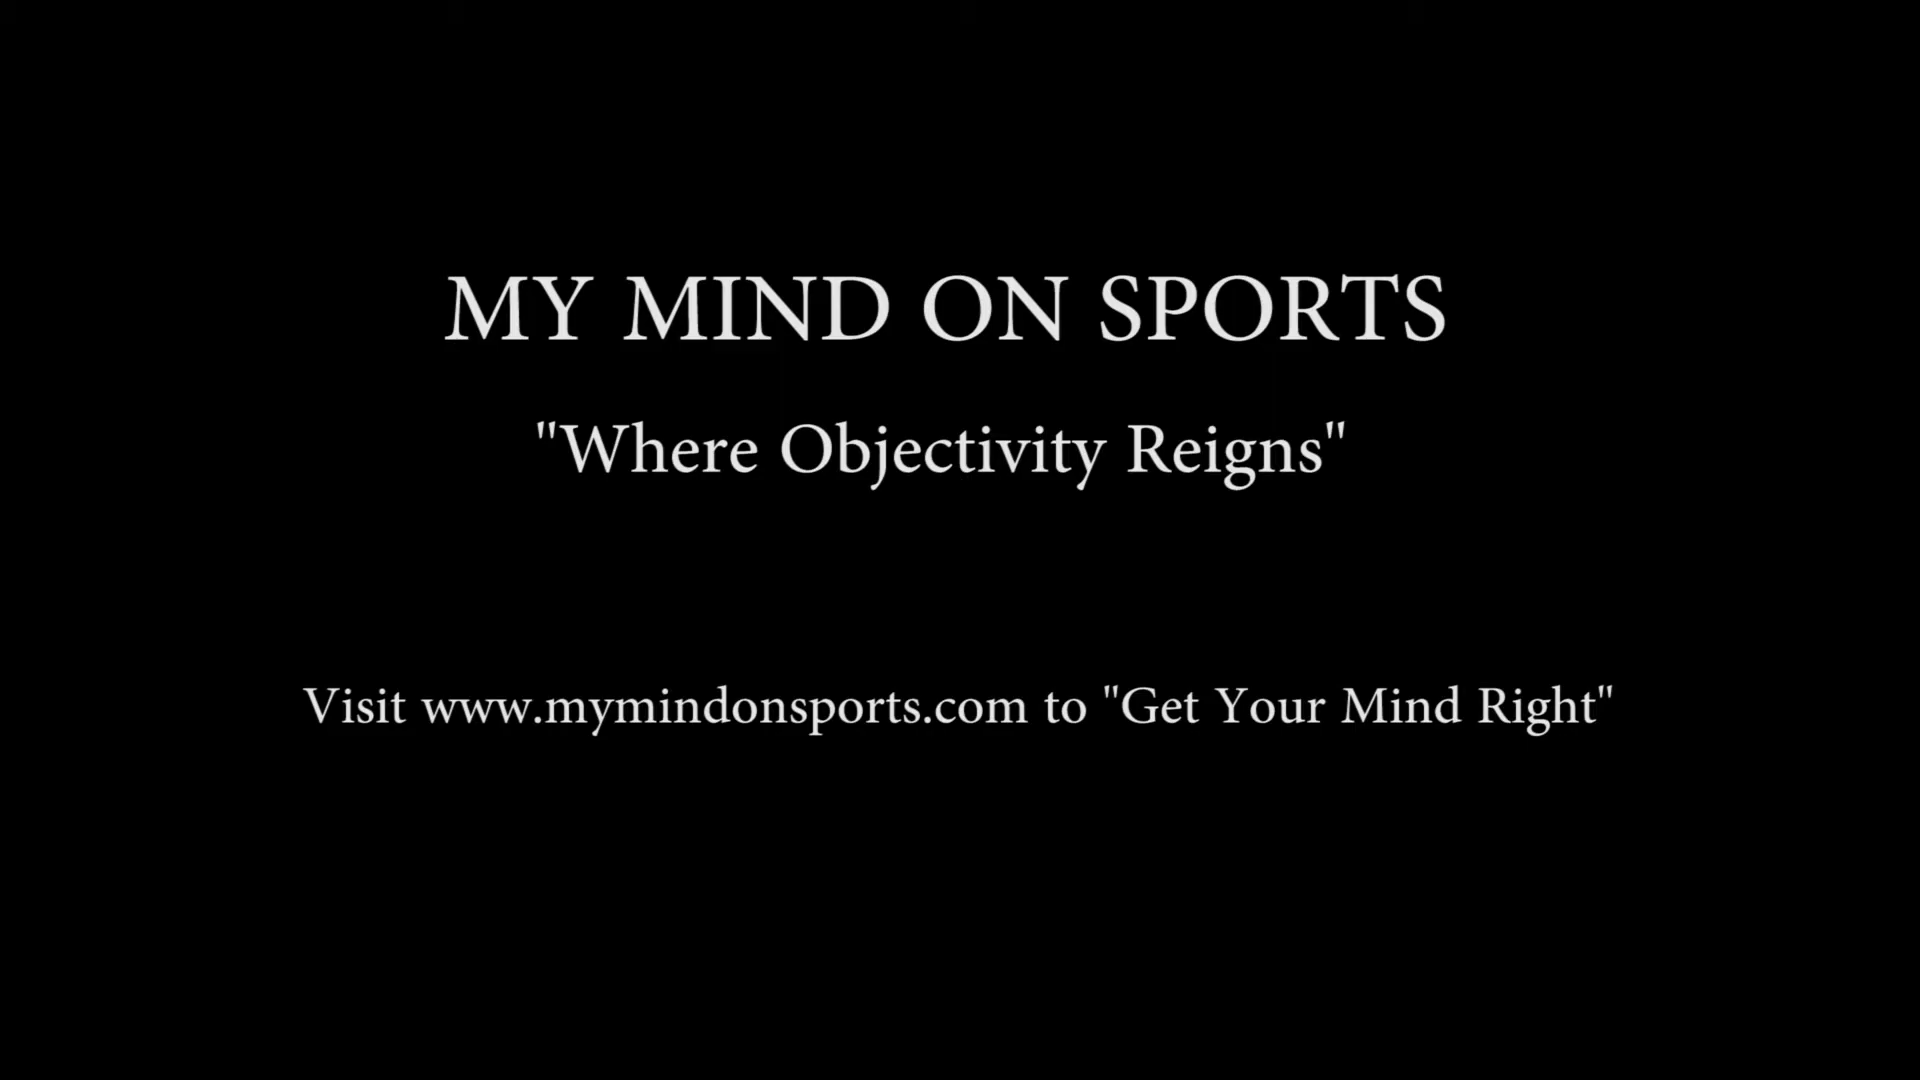 MY MIND ON SPORTS
"Where Objectivity Reigns"
Visit www.mymindonsports.com to "Get Your Mind Right"